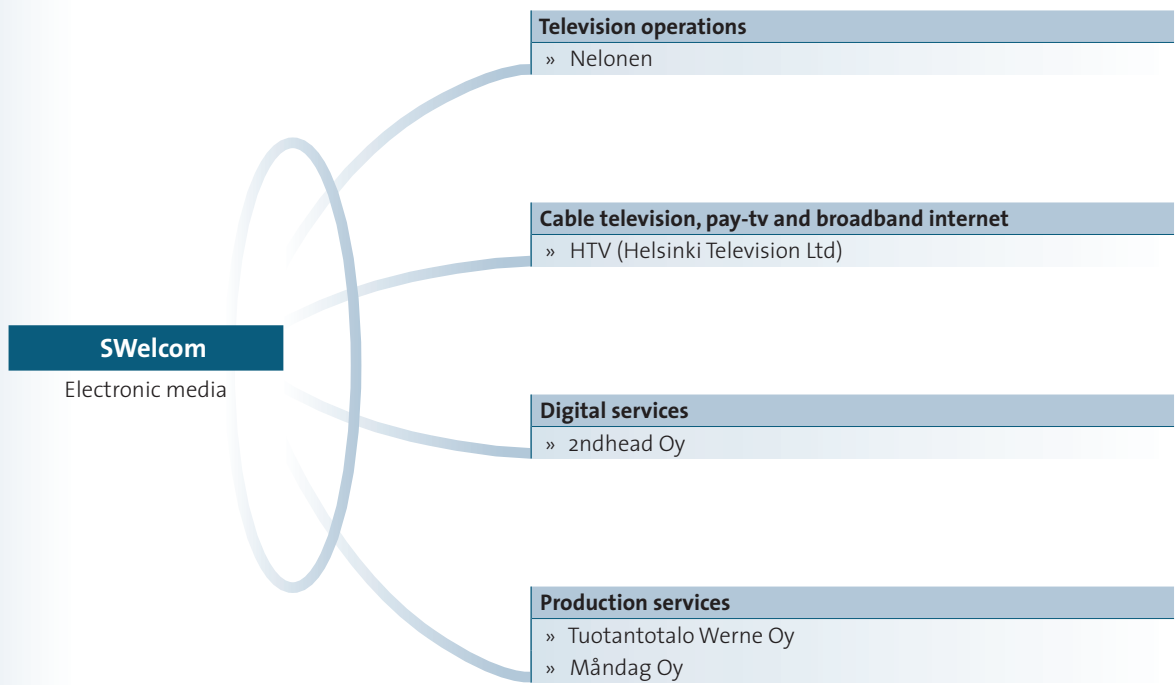 Television operations
» Nelonen
Cable television, pay-tv and broadband internet
» HTV (Helsinki Television Ltd)
SWelcom
Electronic media
Digital services
» 2ndhead Oy
Production services
» Tuotantotalo Werne Oy
» Måndag Oy